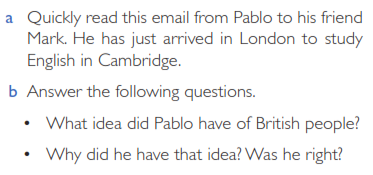 a Quickly read this email from Pablo to his friend
Mark. He has just arrived in London to study
English in Cambridge.
b Answer the following questions.
• What idea did Pablo have of British people?
• Why did he have that idea? Was he right?